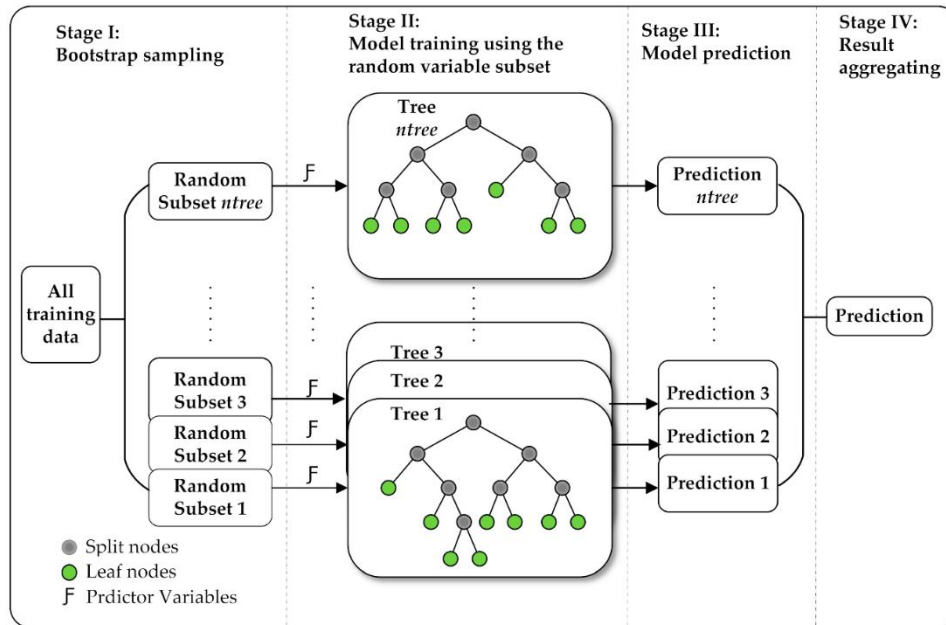 Stage I:
Bootstrap sampling
Stage II:
Model training using the
random variable subset
Stage III:
Model prediction
Stage IV:
Result
aggregating
Tree
ntree
Random
Subset ntree
Ƒ
Prediction
ntree
All
training
data
Prediction
Tree 3
Random
Subset 3
Ƒ
Prediction 3
Tree 2
Random
Subset 2
Ƒ
Prediction 2
Tree 1
Random
Subset 1
Ƒ
Prediction 1
Split nodes
Leaf nodes
Ƒ Prdictor Variables